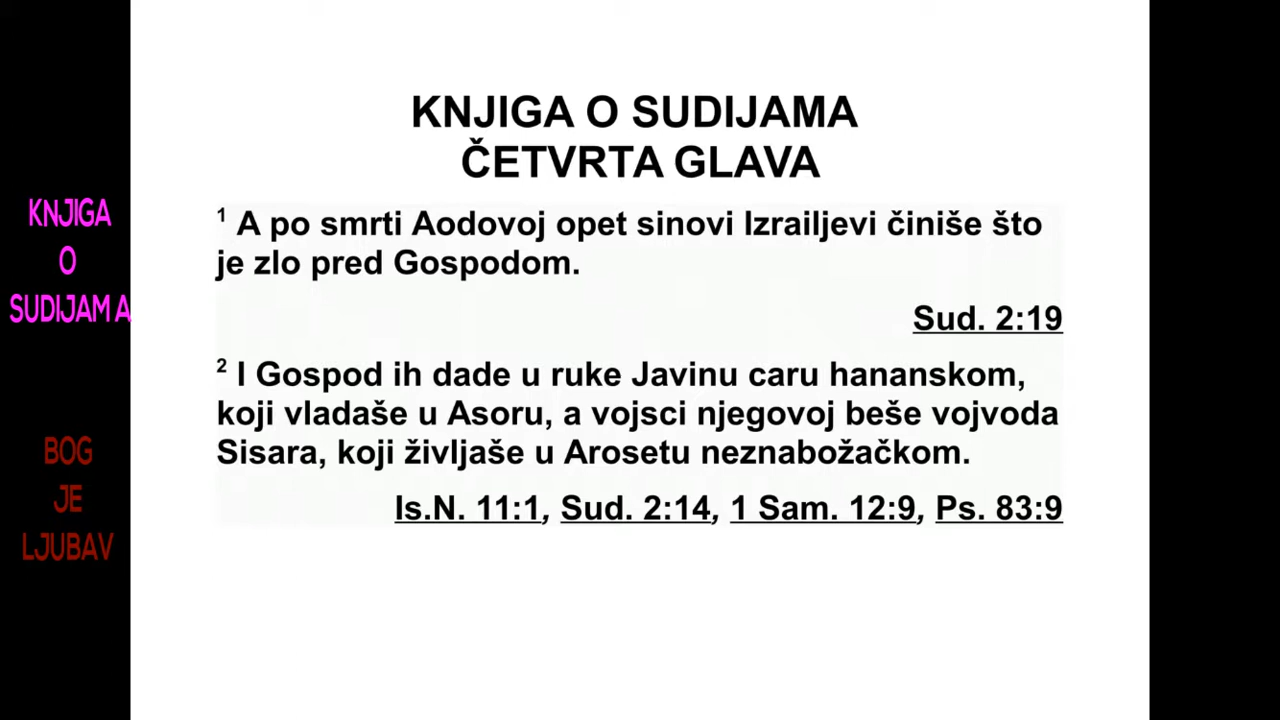 KNJIGA O SUDIJAMA
ČETVRTA GLAVA
1 A po smrti Aodovoj opet sinovi Izrailjevi činiše što
je zlo pred Gospodom.
Sud. 2:19
2 I Gospod ih dade u ruke Javinu caru hananskom,
koji vladaše u Asoru, a vojsci njegovoj beše vojvoda
Sisara, koji življaše u Arosetu neznabožačkom.
Is.N. 11:1, Sud. 2:14, 1 Sam. 12:9, Ps. 83:9
KNJIGA
O
SUDIJAMA
BOG
JE
LJUBAV